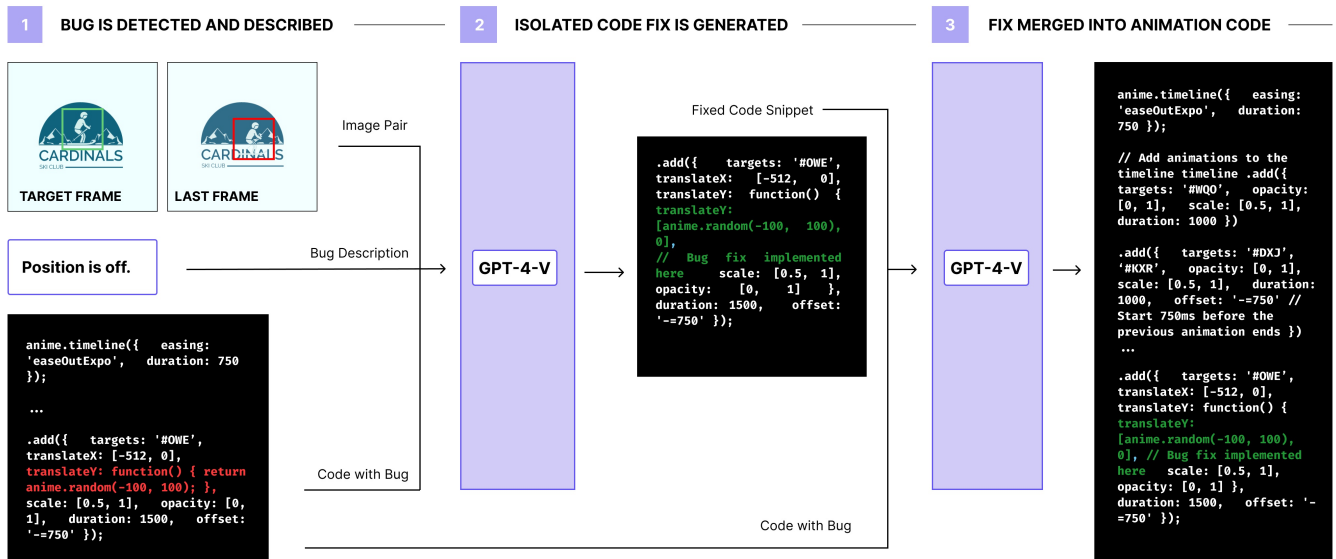 1 BUG IS DETECTED AND DESCRIBED
2 ISOLATED CODE FIX IS GENERATED
3 FIX MERGED INTO ANIMATION CODE
CARDINALS
SKI CLUB
TARGET FRAME
CARDINALS
SKI CLUB
LAST FRAME
Image Pair
Position is off.
Bug Description
anime.timeline({ easing:
'easeOutExpo', duration: 750
});
...
.add({ targets: '#OWE’,
translateX: [-512, 0],
translateY: function() { return
anime.random(-100, 100); },
scale: [0.5, 1], opacity: [0,
1], duration: 1500, offset:
'-=750' });
Code with Bug
GPT-4-V
Fixed Code Snippet
.add({ targets: '#OWE’,
translateX: [-512, 0],
translateY: function() {
translateY:
[anime.random(-100, 100),
0],
// Bug fix implemented
here scale: [0.5, 1],
opacity: [0, 1] },
duration: 1500, offset:
'-=750' });
Code with Bug
GPT-4-V
anime.timeline({ easing:
'easeOutExpo', duration:
750 });
// Add animations to the
timeline timeline .add({
targets: '#WQO’, opacity:
[0, 1], scale: [0.5, 1],
duration: 1000 })
.add({ targets: '#DXJ’,
‘#KXR’, opacity: [0, 1],
scale: [0.5, 1], duration:
1000, offset: '-=750' //
Start 750ms before the
previous animation ends })
...
.add({ targets: '#OWE’,
translateX: [-512, 0],
translateY: function() {
translateY:
[anime.random(-100, 100),
0], // Bug fix implemented
here scale: [0.5, 1],
opacity: [0, 1] },
duration: 1500, offset: '-
=750' });